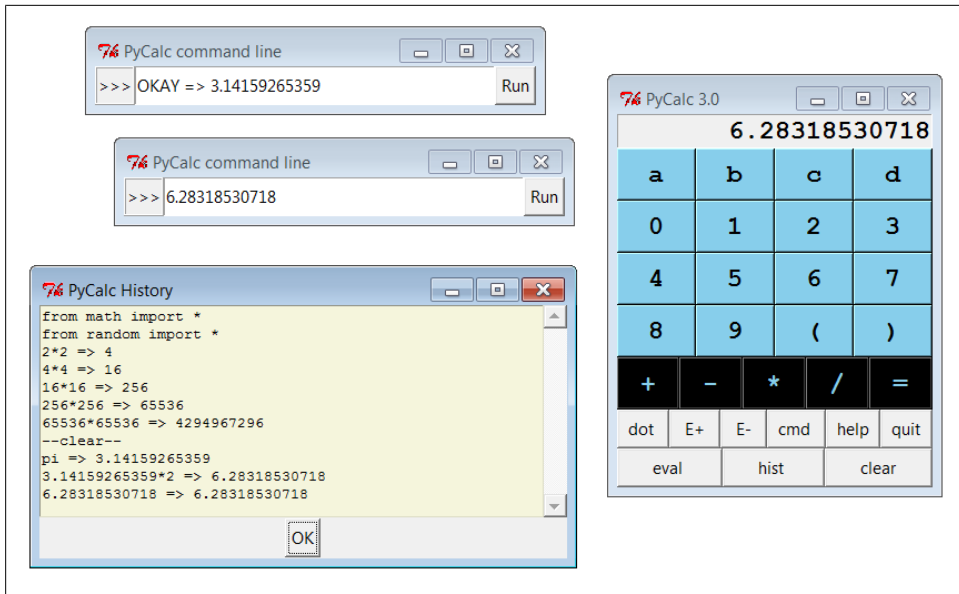 PyCalc command line
>>> OKAY => 3.14159265359 Run
PyCalc command line
>>> 6.28318530718 Run
PyCalc History
from math import *
from random import *
2*2 => 4
4*4 => 16
16*16 => 256
256*256 => 65536
65536*65536 => 4294967296
--clear--
pi => 3.14159265359
3.14159265359*2 => 6.28318530718
6.28318530718 => 6.28318530718
OK
PyCalc 3.0
6.28318530718
a b c d
0 1 2 3
4 5 6 7
8 9 ( )
+ - * / =
dot E+ E- cmd help quit
eval hist clear